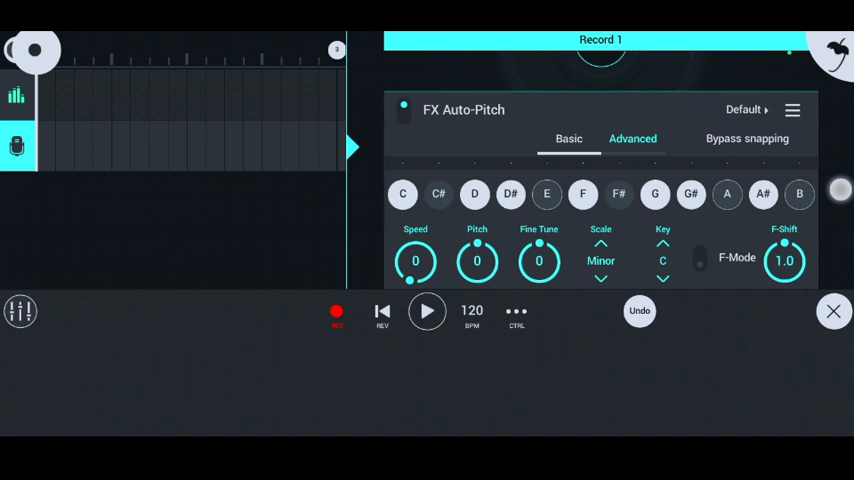 Record 1
3
FX Auto-Pitch
Default
Basic
Advanced
Bypass snapping
C C# D D# E F F# G G# A A# B
Speed Pitch Fine Tune Scale Key F-Shift
0 0 0 Minor C F-Mode 1.0
REC REV 120 BPM CTRL Undo